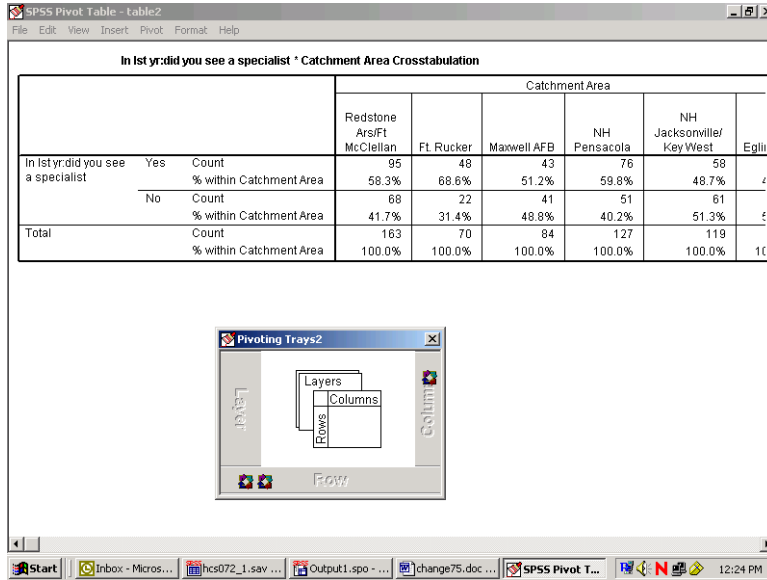 SPSS Pivot Table - table2
File Edit View Insert Pivot Format Help
In Ist yr:did you see a specialist * Catchment Area Crosstabulation
Catchment Area
Redstone Ars/Ft McClellan Ft. Rucker Maxwell AFB NH Pensacola NH Jacksonville/ Key West Eglin
In Ist yr:did you see a specialist Yes Count 95 48 43 76 58
% within Catchment Area 58.3% 68.6% 51.2% 59.8% 48.7% 4
No Count 68 22 41 51 61
% within Catchment Area 41.7% 31.4% 48.8% 40.2% 51.3% 5
Total Count 163 70 84 127 119
% within Catchment Area 100.0% 100.0% 100.0% 100.0% 100.0% 10
Pivoting Trays2
Layer
Layers
Columns
Rows
Column
Row
Start Inbox - Micros... hcs072_1.sav ... Output1.spo - ... change75.doc ... SPSS Pivot T... 12:24 PM